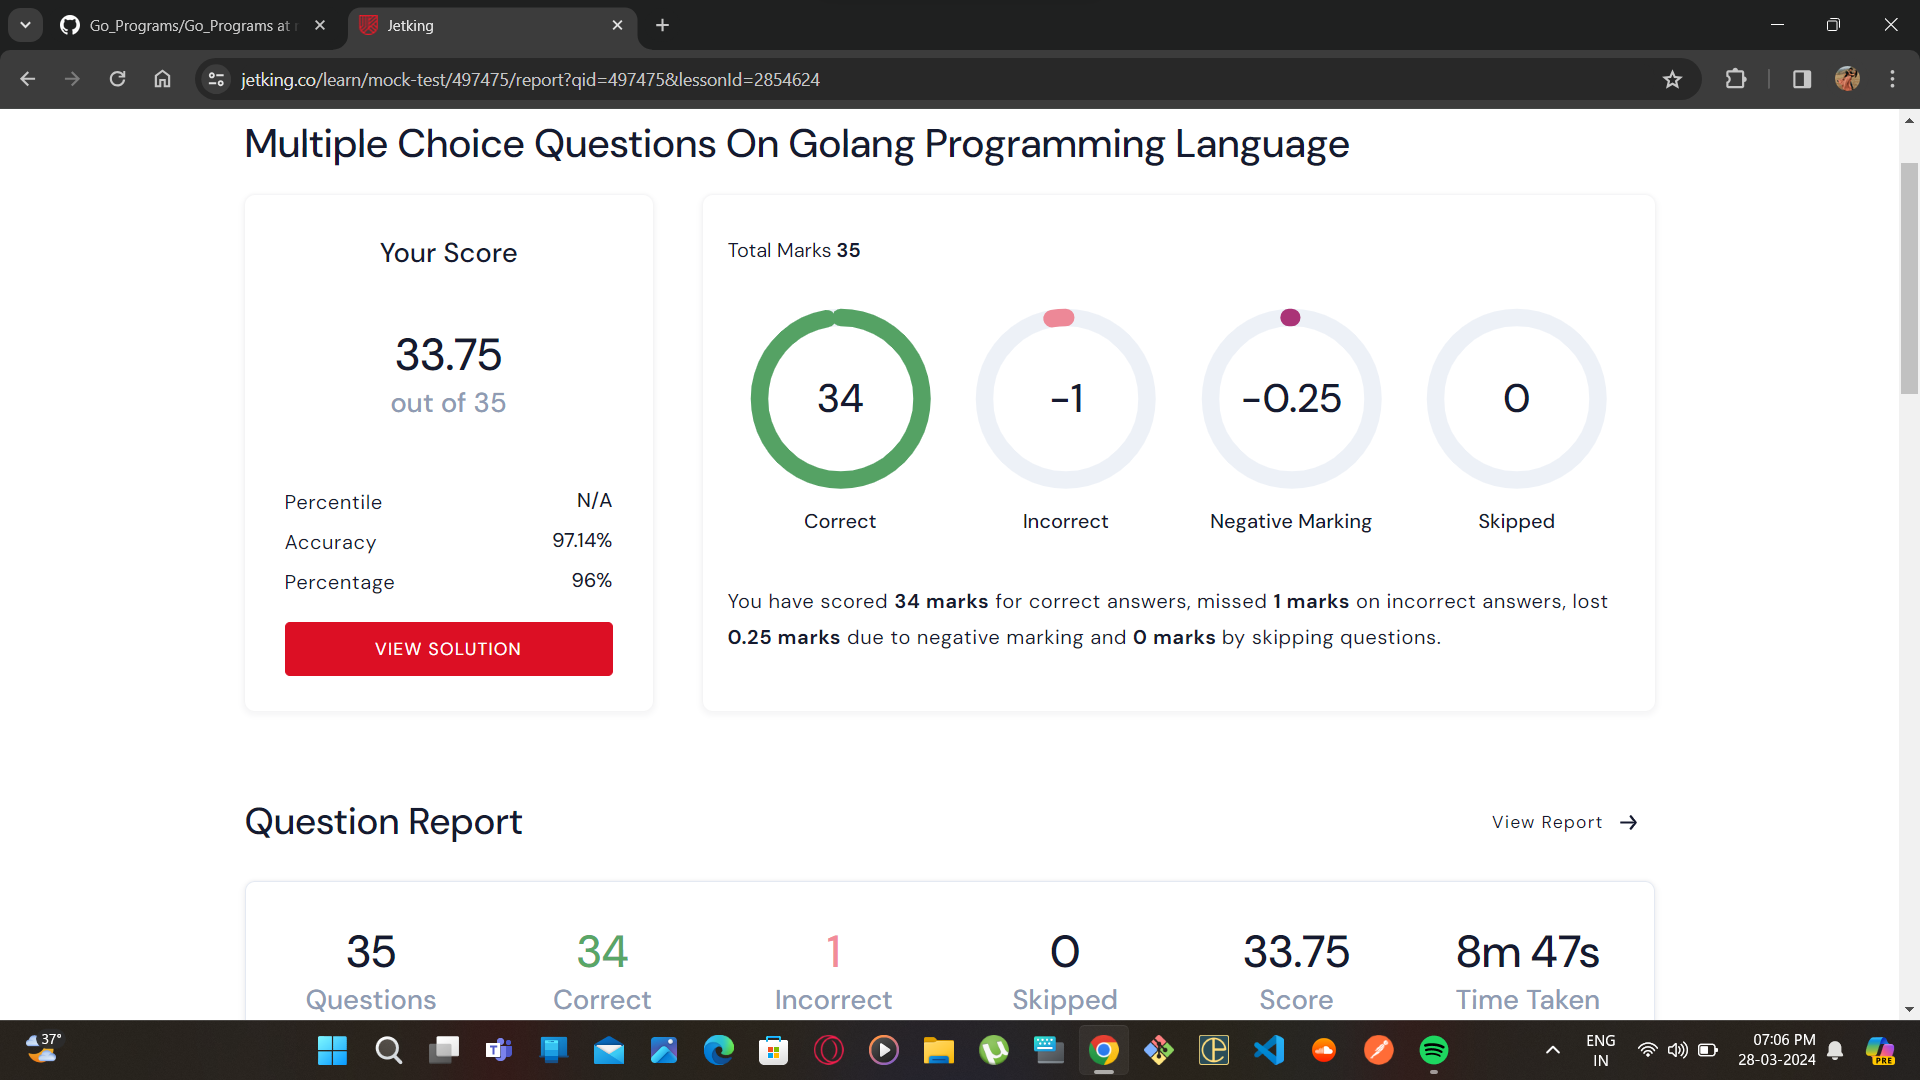 Go_Programs/Go_Programs at
Jetking
jetking.co/learn/mock-test/497475/report?qid=497475&lessonId=2854624
Multiple Choice Questions On Golang Programming Language
Your Score
33.75
out of 35
Percentile N/A
Accuracy 97.14%
Percentage 96%
VIEW SOLUTION
Total Marks 35
34 -1 -0.25 0
Correct Incorrect Negative Marking Skipped
You have scored 34 marks for correct answers, missed 1 marks on incorrect answers, lost
0.25 marks due to negative marking and 0 marks by skipping questions.
Question Report
View Report
35 34 1 0 33.75 8m 47s
Questions Correct Incorrect Skipped Score Time Taken
37°
ENG
IN
07:06 PM
28-03-2024
PRE